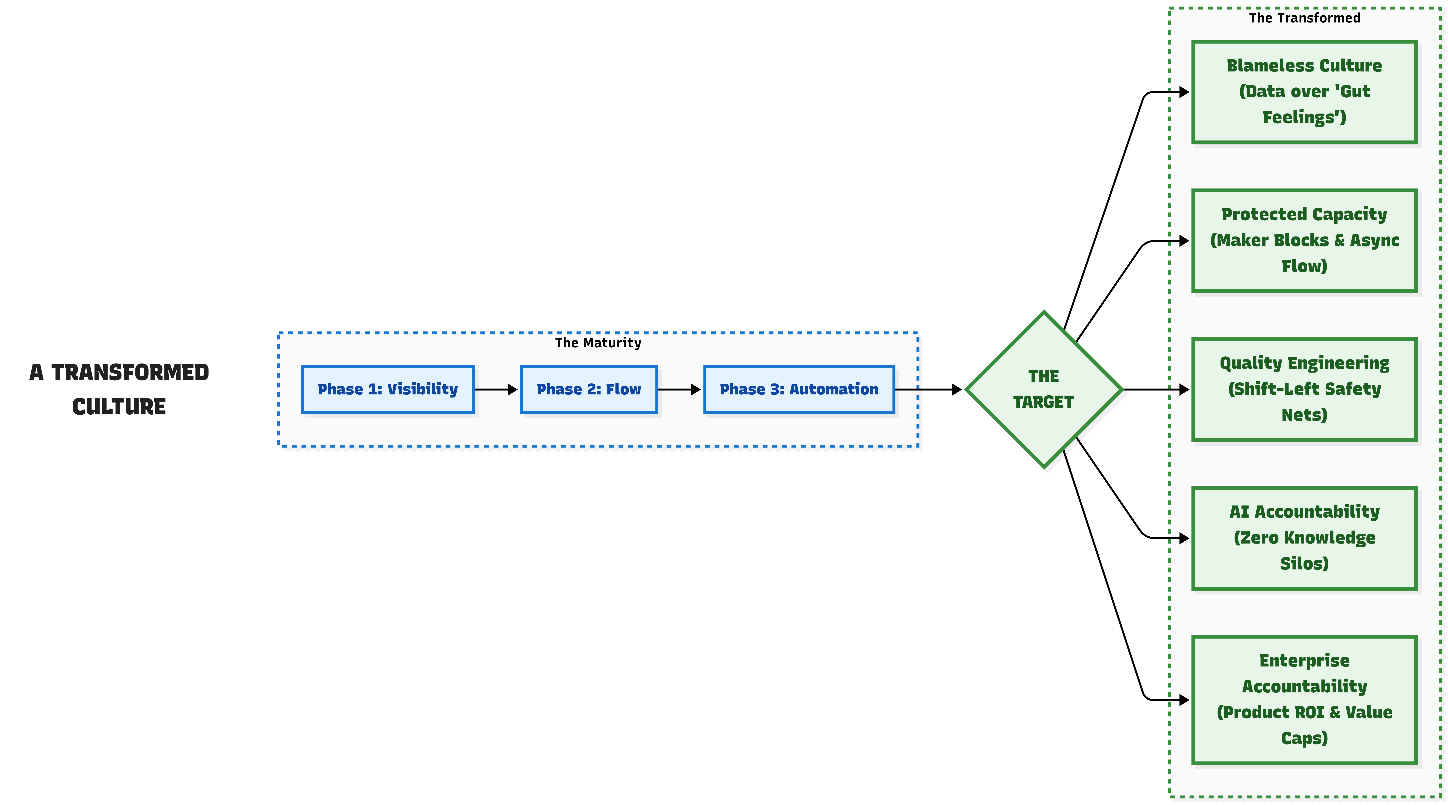 A TRANSFORMED
CULTURE
The Maturity
Phase 1: Visibility
Phase 2: Flow
Phase 3: Automation
THE
TARGET
The Transformed
Blameless Culture
(Data over 'Gut
Feelings')
Protected Capacity
(Maker Blocks & Async
Flow)
Quality Engineering
(Shift-Left Safety
Nets)
AI Accountability
(Zero Knowledge
Silos)
Enterprise
Accountability
(Product ROI & Value
Caps)